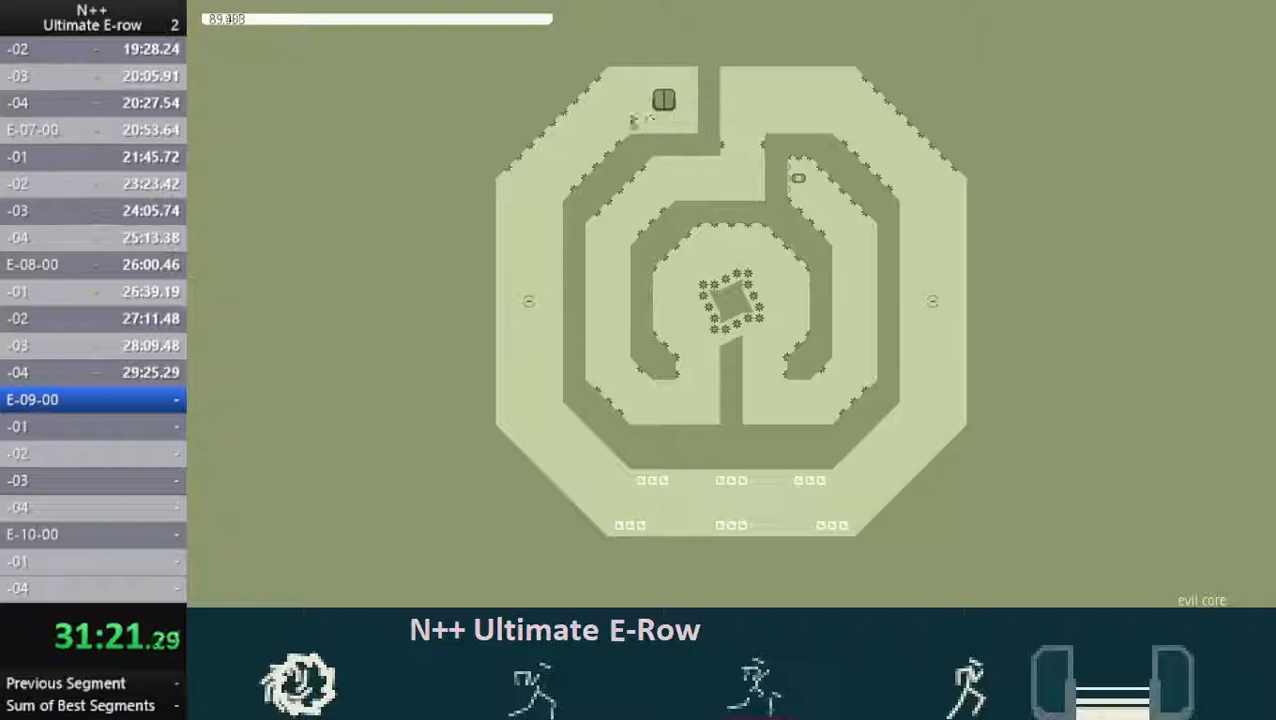 N++
Ultimate E-row 2
-02 - 19:28.24
-03 - 20:05.91
-04 - 20:27.54
E-07-00 - 20:53.64
-01 - 21:45.72
-02 - 23:23.42
-03 - 24:05.74
-04 - 25:13.38
E-08-00 - 26:00.46
-01 - 26:39.19
-02 - 27:11.48
-03 - 28:09.48
-04 - 29:25.29
E-09-00 -
-01 -
-02 -
-03 -
-04 -
E-10-00 -
-01 -
-04 -
31:21.29
Previous Segment -
Sum of Best Segments -
evil core
N++ Ultimate E-Row